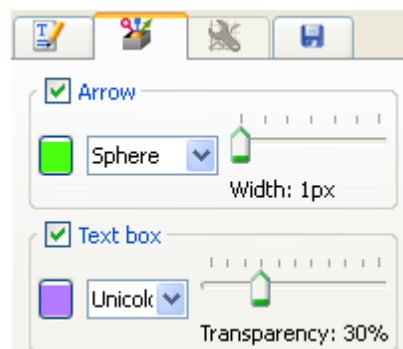 Arrow
Sphere
Width: 1px
Text box
Unicol
Transparency: 30%